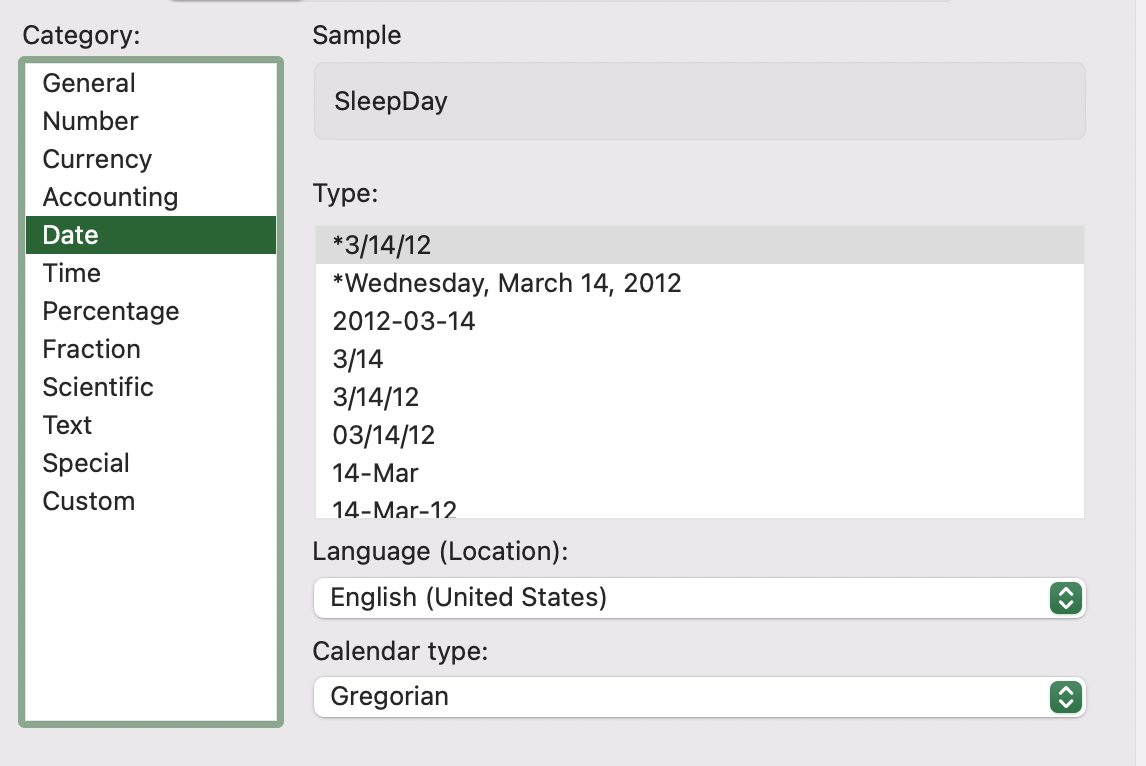 Category:
General
Number
Currency
Accounting
Date
Time
Percentage
Fraction
Scientific
Text
Special
Custom
Sample
SleepDay
Type:
*3/14/12
*Wednesday, March 14, 2012
2012-03-14
3/14
3/14/12
03/14/12
14-Mar
14-Mar-12
Language (Location):
English (United States)
Calendar type:
Gregorian